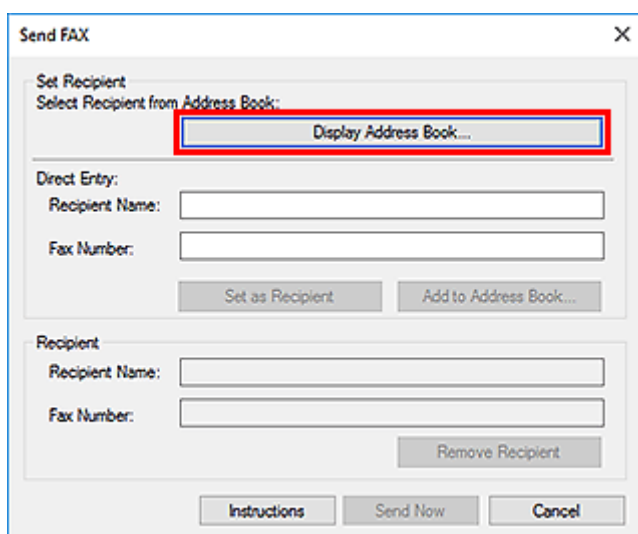 Send FAX
Set Recipient
Select Recipient from Address Book:
Display Address Book...
Direct Entry:
Recipient Name:
Fax Number:
Set as Recipient
Add to Address Book...
Recipient
Recipient Name:
Fax Number:
Remove Recipient
Instructions
Send Now
Cancel